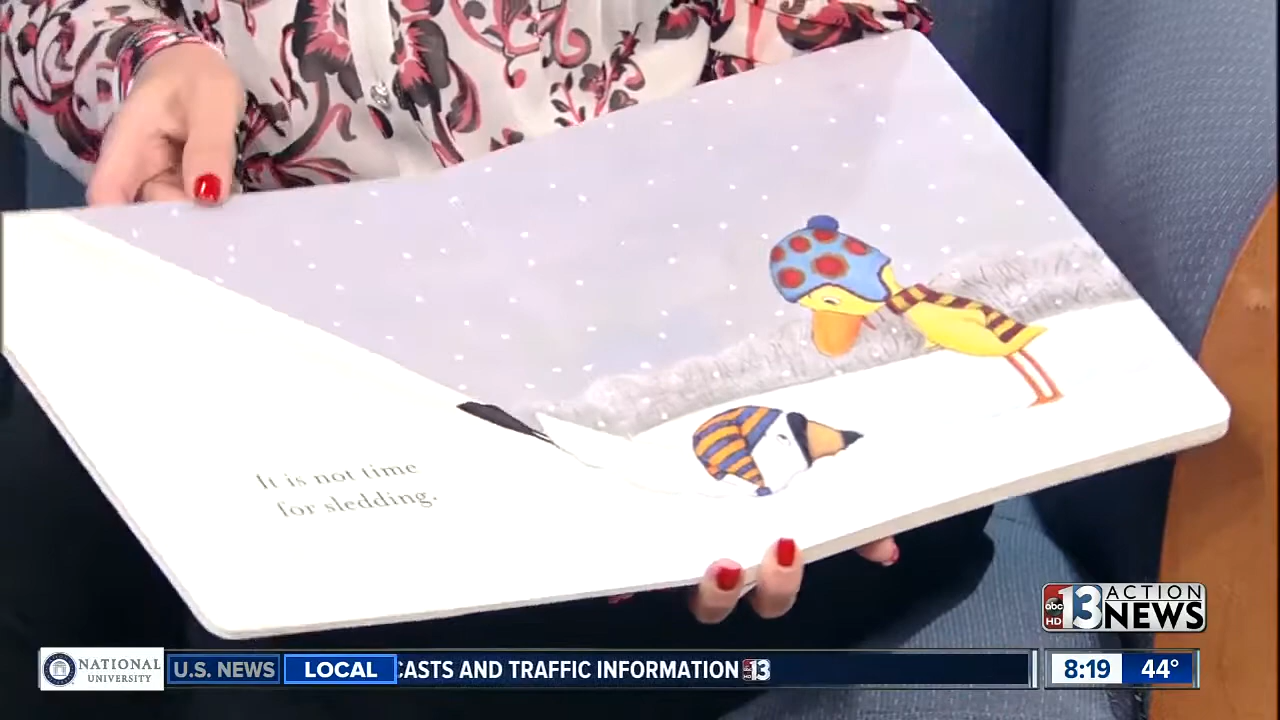 It is not time
for sledding.
abc
HD
13
ACTION
NEWS
NATIONAL
UNIVERSITY
U.S. NEWS
LOCAL
CASTS AND TRAFFIC INFORMATION
13
8:19
44°